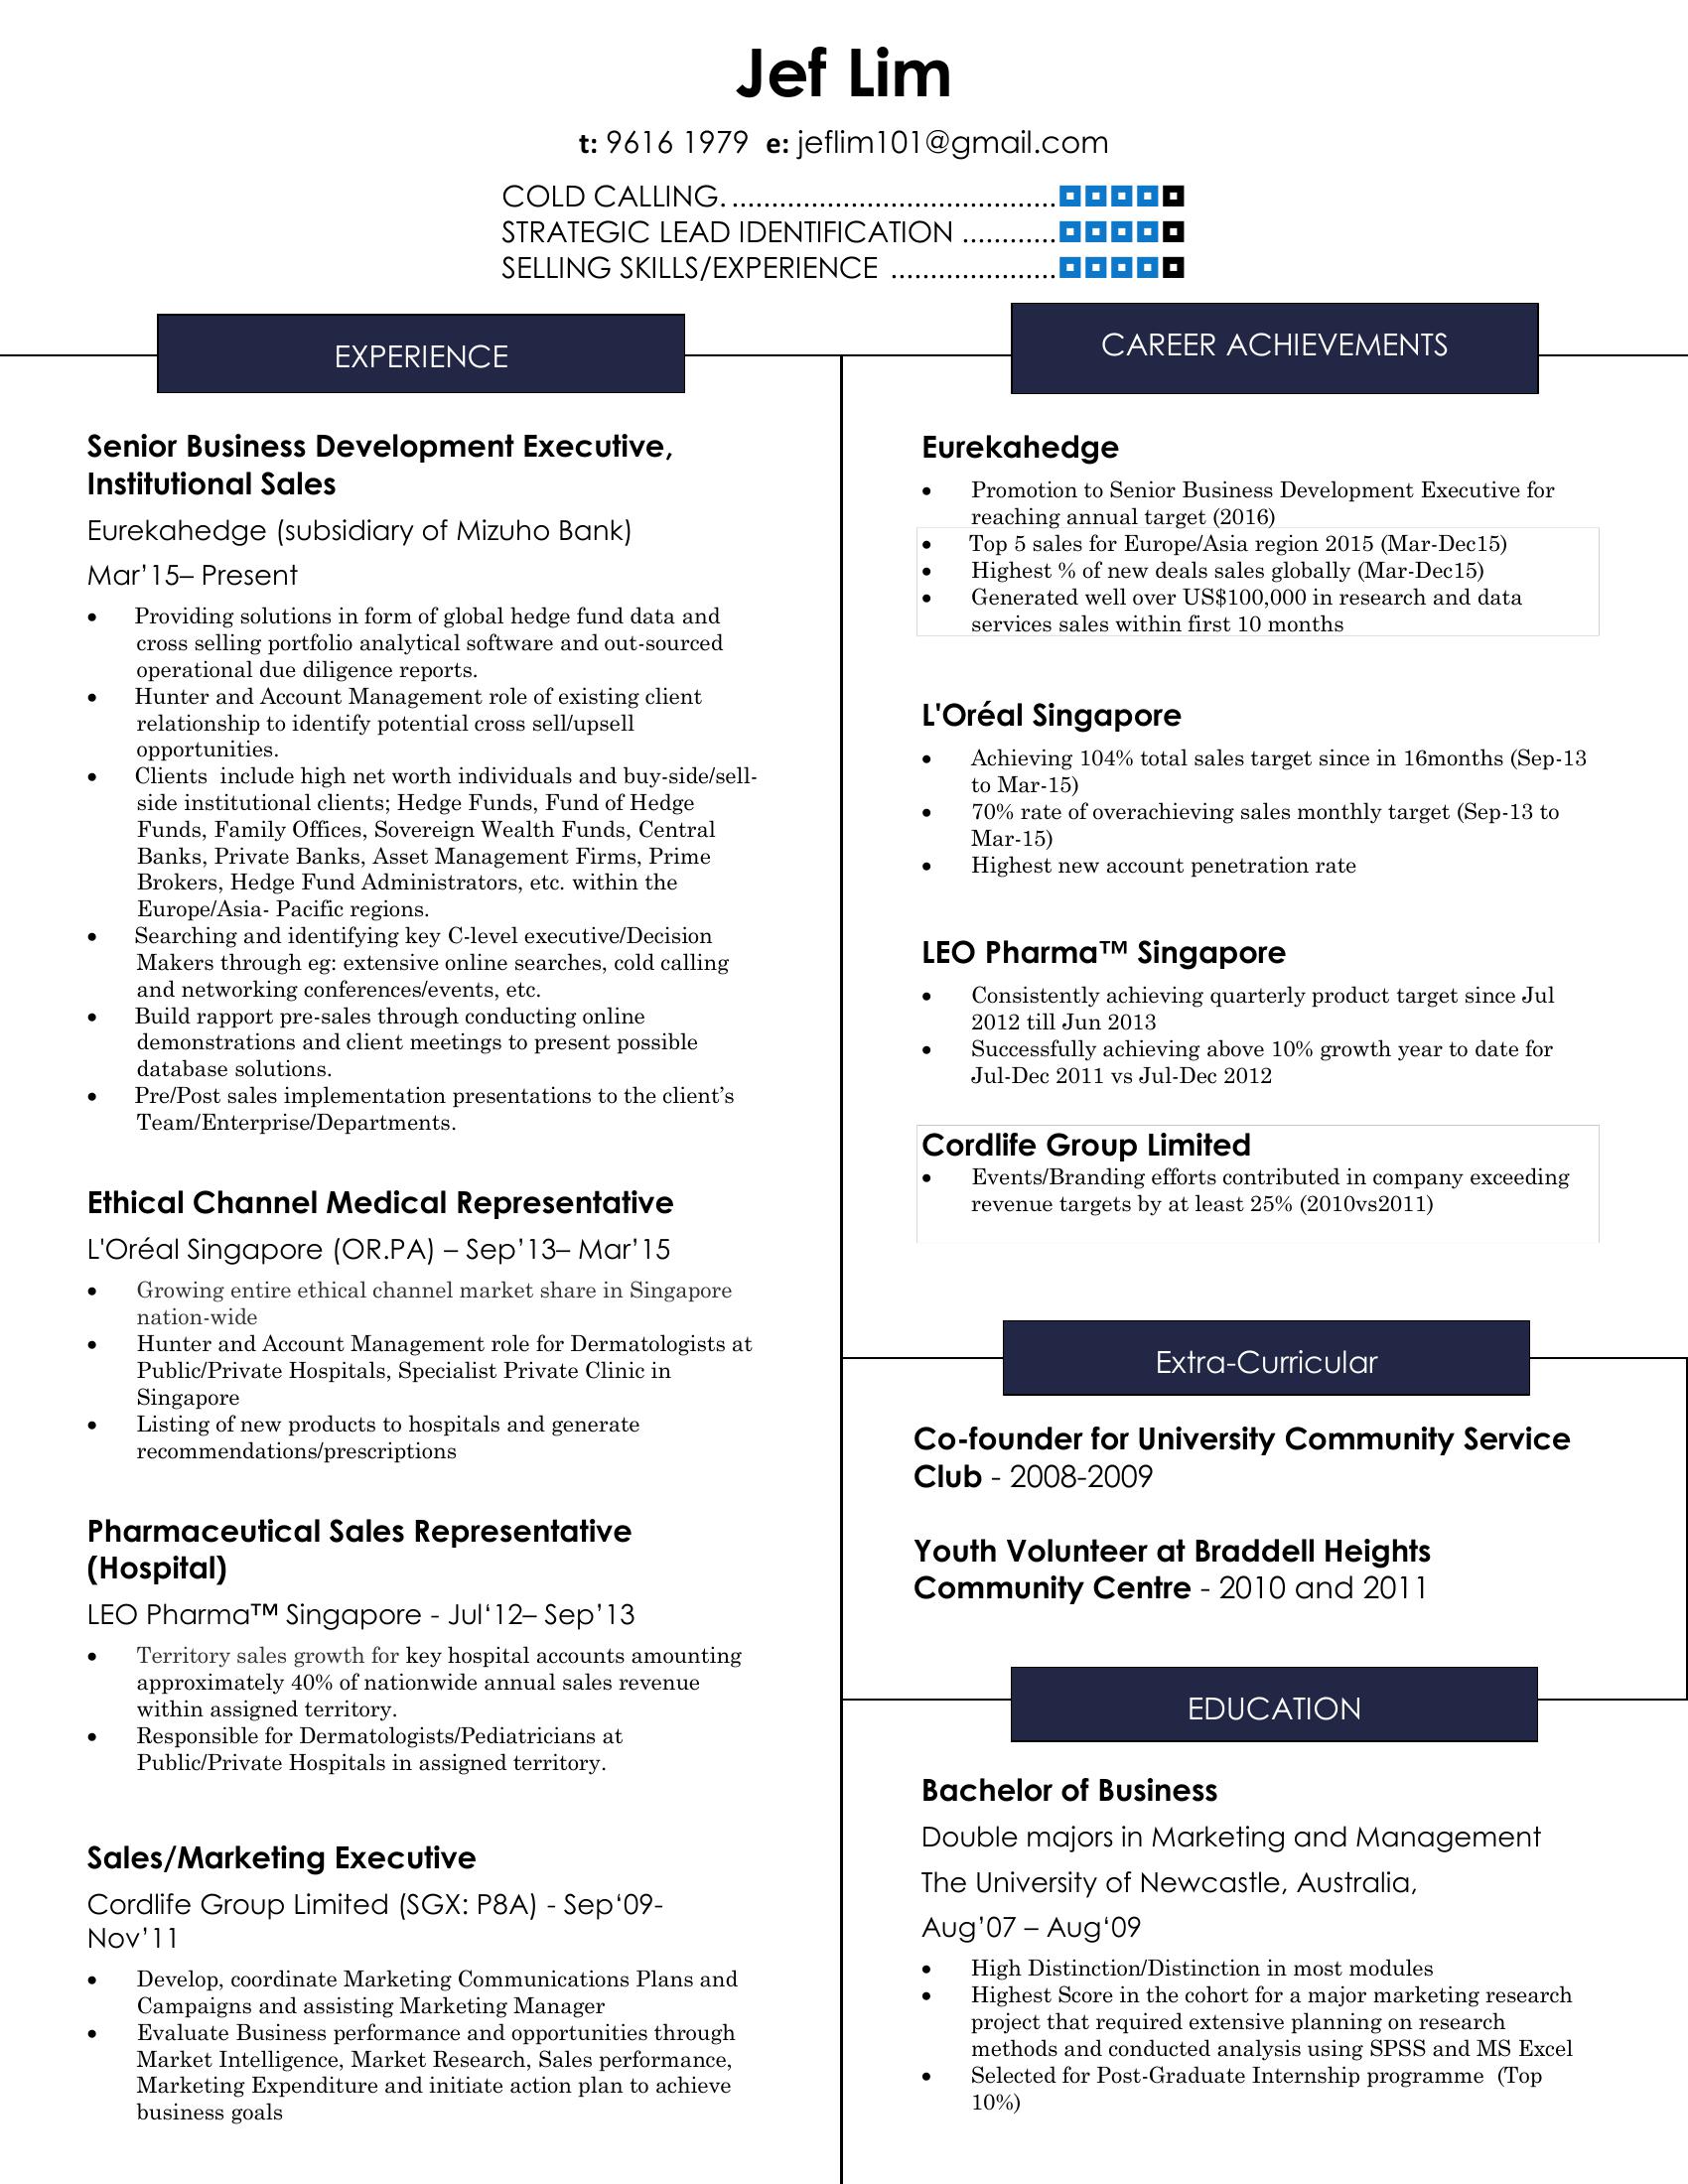 Jef Lim
t: 9616 1979  e: jeflim101@gmail.com
COLD CALLING. .........................................
STRATEGIC LEAD IDENTIFICATION ............
SELLING SKILLS/EXPERIENCE .....................
EXPERIENCE
Senior Business Development Executive,
Institutional Sales
Eurekahedge (subsidiary of Mizuho Bank)
Mar’15– Present
• Providing solutions in form of global hedge fund data and
cross selling portfolio analytical software and out-sourced
operational due diligence reports.
• Hunter and Account Management role of existing client
relationship to identify potential cross sell/upsell
opportunities.
• Clients  include high net worth individuals and buy-side/sell-
side institutional clients; Hedge Funds, Fund of Hedge
Funds, Family Offices, Sovereign Wealth Funds, Central
Banks, Private Banks, Asset Management Firms, Prime
Brokers, Hedge Fund Administrators, etc. within the
Europe/Asia- Pacific regions.
• Searching and identifying key C-level executive/Decision
Makers through eg: extensive online searches, cold calling
and networking conferences/events, etc.
• Build rapport pre-sales through conducting online
demonstrations and client meetings to present possible
database solutions.
• Pre/Post sales implementation presentations to the client’s
Team/Enterprise/Departments.
Ethical Channel Medical Representative
L'Oréal Singapore (OR.PA) – Sep’13– Mar’15
• Growing entire ethical channel market share in Singapore
nation-wide
• Hunter and Account Management role for Dermatologists at
Public/Private Hospitals, Specialist Private Clinic in
Singapore
• Listing of new products to hospitals and generate
recommendations/prescriptions
Pharmaceutical Sales Representative
(Hospital)
LEO Pharma™ Singapore - Jul‘12– Sep’13
• Territory sales growth for key hospital accounts amounting
approximately 40% of nationwide annual sales revenue
within assigned territory.
• Responsible for Dermatologists/Pediatricians at
Public/Private Hospitals in assigned territory.
Sales/Marketing Executive
Cordlife Group Limited (SGX: P8A) - Sep‘09-
Nov’11
• Develop, coordinate Marketing Communications Plans and
Campaigns and assisting Marketing Manager
• Evaluate Business performance and opportunities through
Market Intelligence, Market Research, Sales performance,
Marketing Expenditure and initiate action plan to achieve
business goals
CAREER ACHIEVEMENTS
Eurekahedge
• Promotion to Senior Business Development Executive for
reaching annual target (2016)
• Top 5 sales for Europe/Asia region 2015 (Mar-Dec15)
• Highest % of new deals sales globally (Mar-Dec15)
• Generated well over US$100,000 in research and data
services sales within first 10 months
L'Oréal Singapore
• Achieving 104% total sales target since in 16months (Sep-13
to Mar-15)
• 70% rate of overachieving sales monthly target (Sep-13 to
Mar-15)
• Highest new account penetration rate
LEO Pharma™ Singapore
• Consistently achieving quarterly product target since Jul
2012 till Jun 2013
• Successfully achieving above 10% growth year to date for
Jul-Dec 2011 vs Jul-Dec 2012
Cordlife Group Limited
• Events/Branding efforts contributed in company exceeding
revenue targets by at least 25% (2010vs2011)
Extra-Curricular
Co-founder for University Community Service
Club - 2008-2009
Youth Volunteer at Braddell Heights
Community Centre - 2010 and 2011
EDUCATION
Bachelor of Business
Double majors in Marketing and Management
The University of Newcastle, Australia,
Aug’07 – Aug‘09
• High Distinction/Distinction in most modules
• Highest Score in the cohort for a major marketing research
project that required extensive planning on research
methods and conducted analysis using SPSS and MS Excel
• Selected for Post-Graduate Internship programme  (Top
10%)